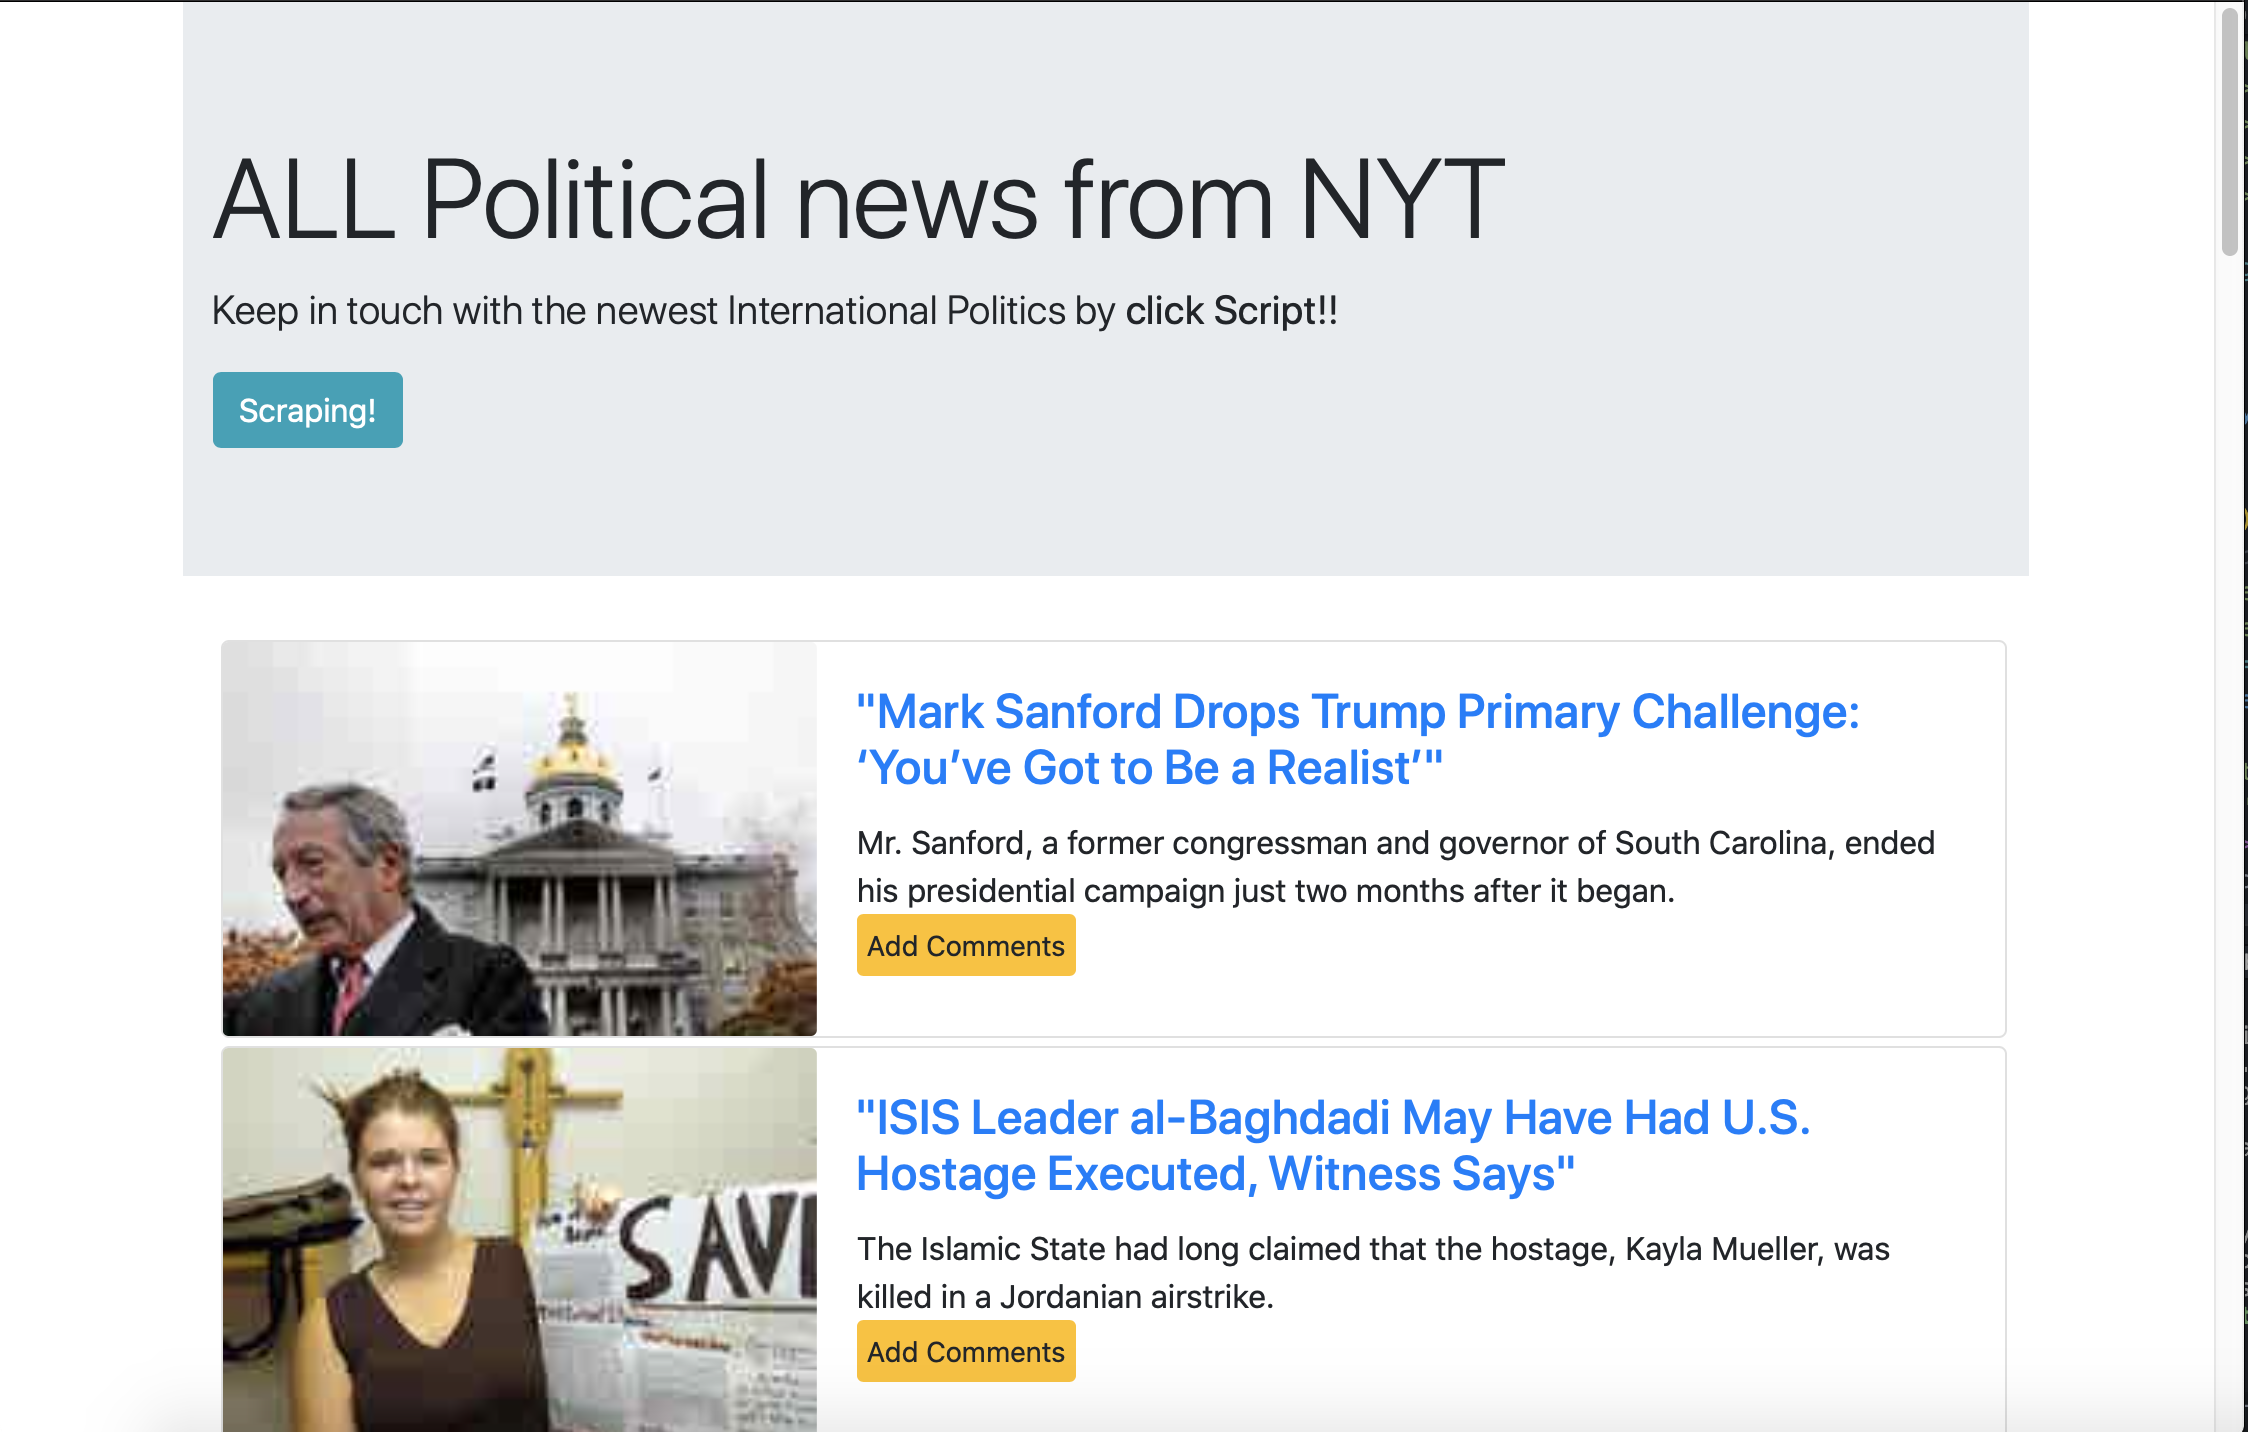 ALL Political news from NYT
Keep in touch with the newest International Politics by click Script!!
Scraping!
"Mark Sanford Drops Trump Primary Challenge:
‘You’ve Got to Be a Realist’"
Mr. Sanford, a former congressman and governor of South Carolina, ended
his presidential campaign just two months after it began.
Add Comments
"ISIS Leader al-Baghdadi May Have Had U.S.
Hostage Executed, Witness Says"
The Islamic State had long claimed that the hostage, Kayla Mueller, was
killed in a Jordanian airstrike.
Add Comments